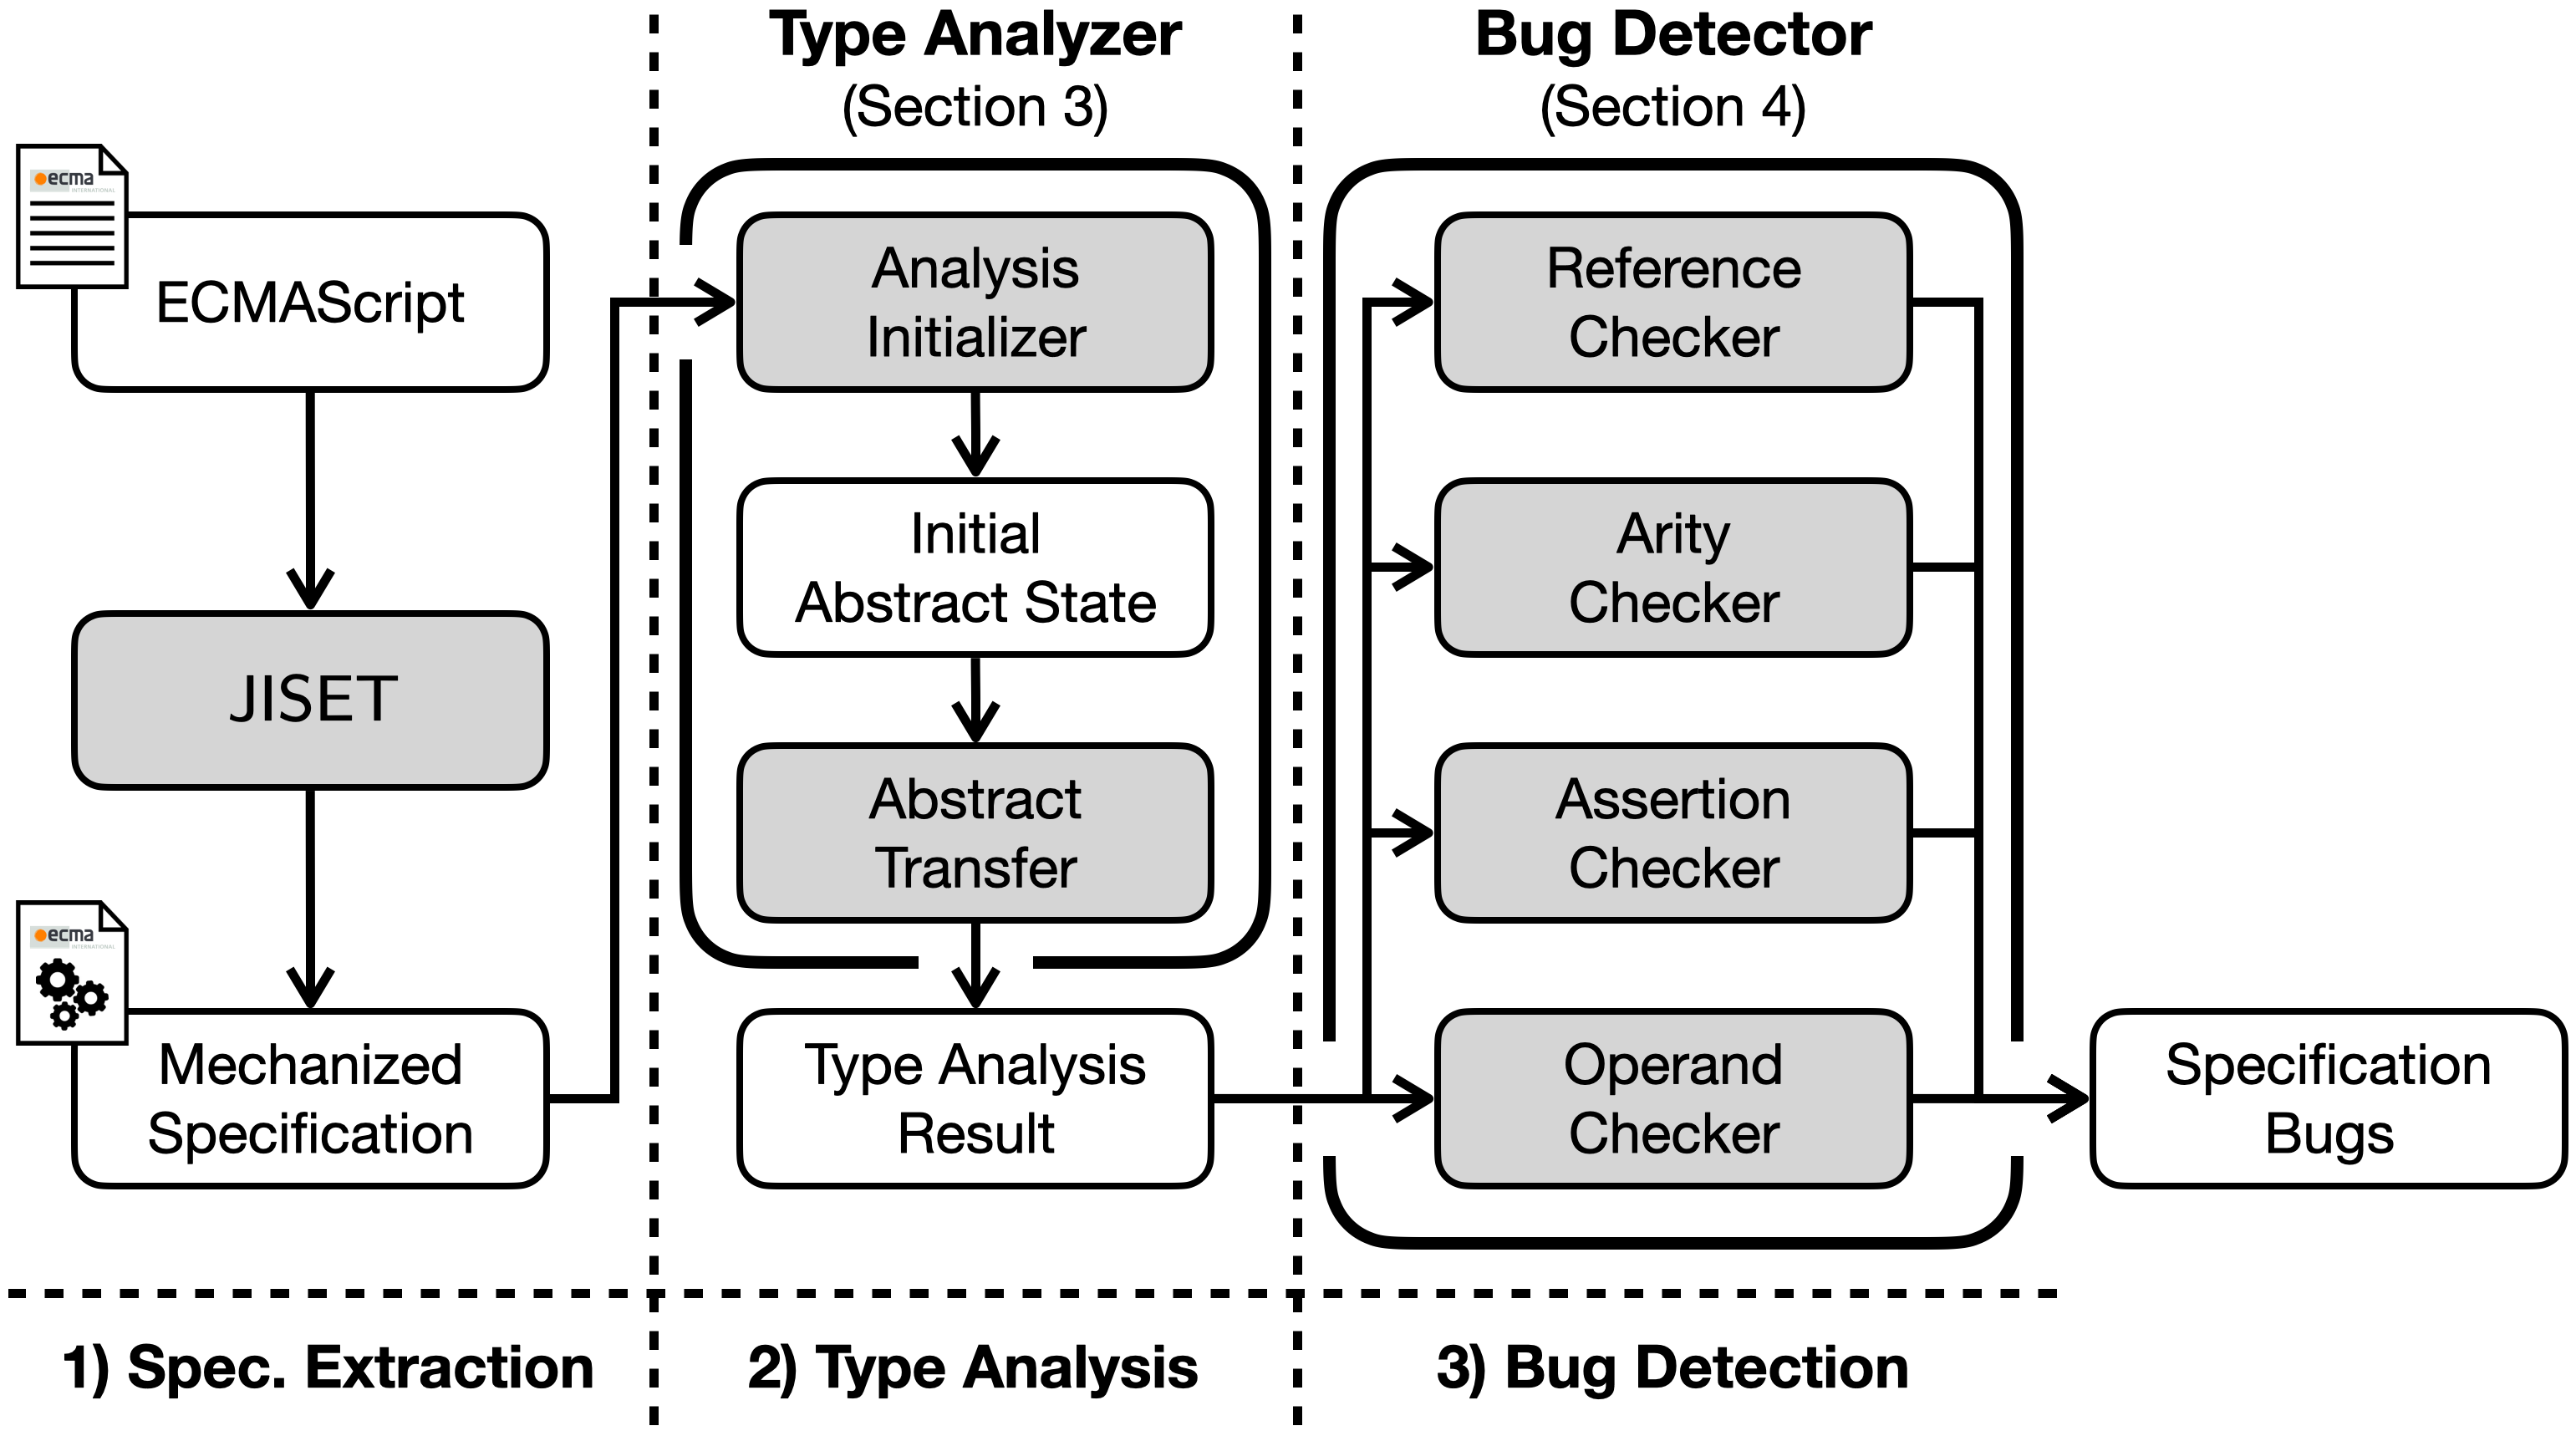 Type Analyzer
(Section 3)
Bug Detector
(Section 4)
ecma
INTERNATIONAL
ECMAScript
JISET
ecma
INTERNATIONAL
Mechanized
Specification
Analysis
Initializer
Initial
Abstract State
Abstract
Transfer
Type Analysis
Result
Reference
Checker
Arity
Checker
Assertion
Checker
Operand
Checker
Specification
Bugs
1) Spec. Extraction
2) Type Analysis
3) Bug Detection